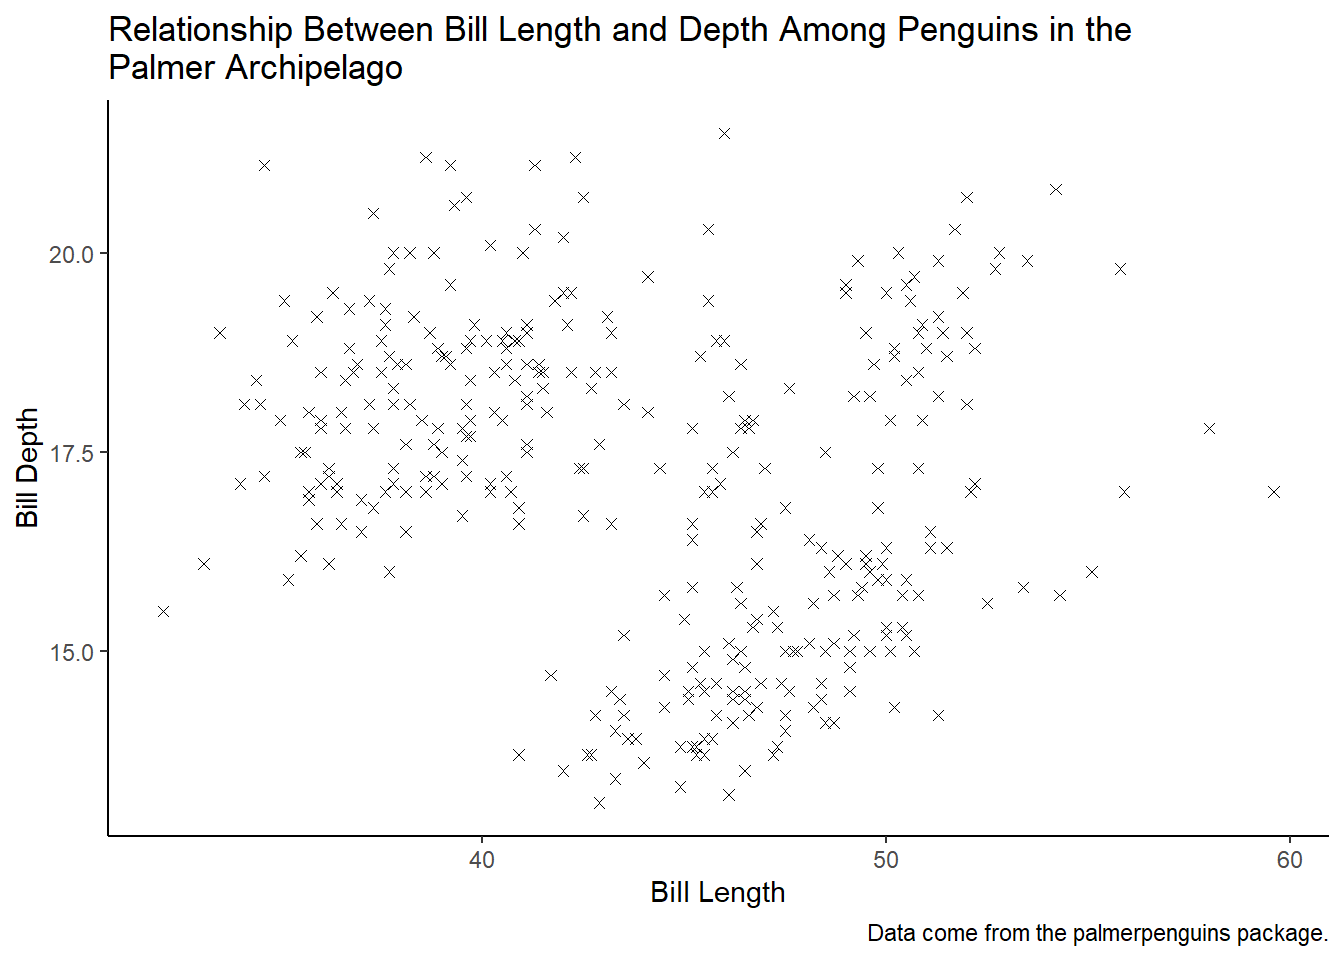 Relationship Between Bill Length and Depth Among Penguins in the
Palmer Archipelago
Bill Depth
20.0
17.5
15.0
40
50
60
Bill Length
Data come from the palmerpenguins package.